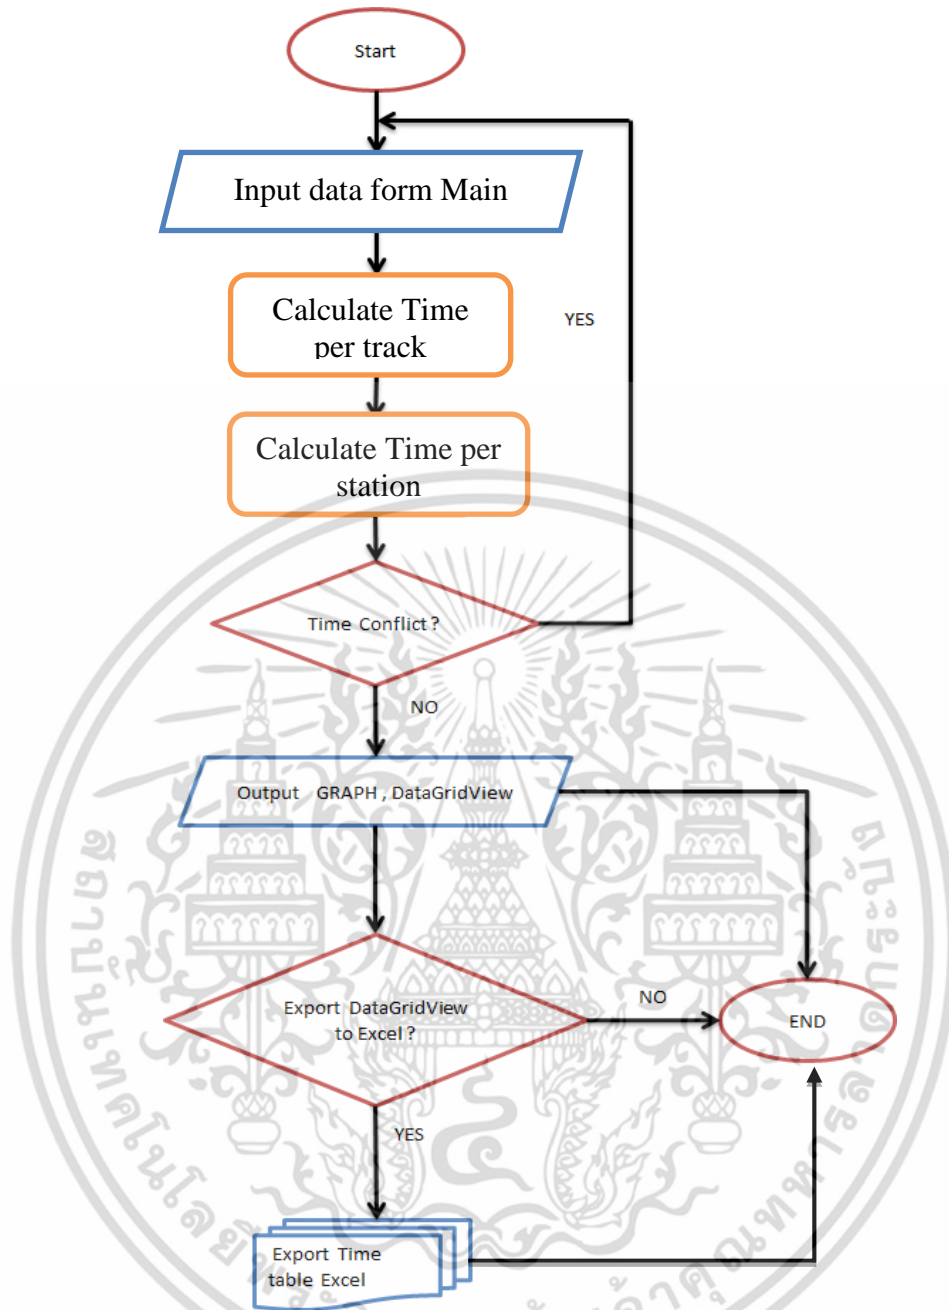 Start
Input data form Main
Calculate Time
per track
YES
Calculate Time per
station
Time Conflict ?
NO
Output GRAPH , DataGridView
Export DataGridView
to Excel ?
NO
END
YES
Export Time
table Excel